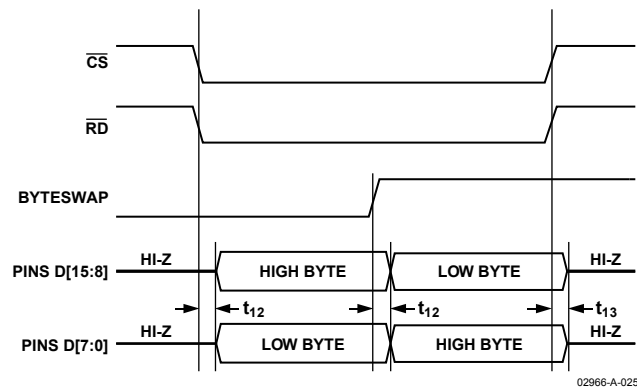 CS
RD
BYTESWAP
PINS D[15:8]
HI-Z
HIGH BYTE
LOW BYTE
HI-Z
t12
t12
t13
PINS D[7:0]
HI-Z
LOW BYTE
HIGH BYTE
HI-Z
02966-A-025